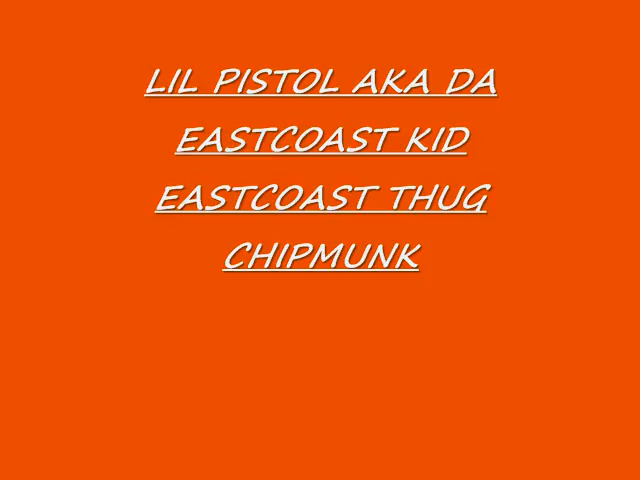 LIL PISTOL AKA DA
EASTCOAST KID
EASTCOAST THUG
CHIPMUNK